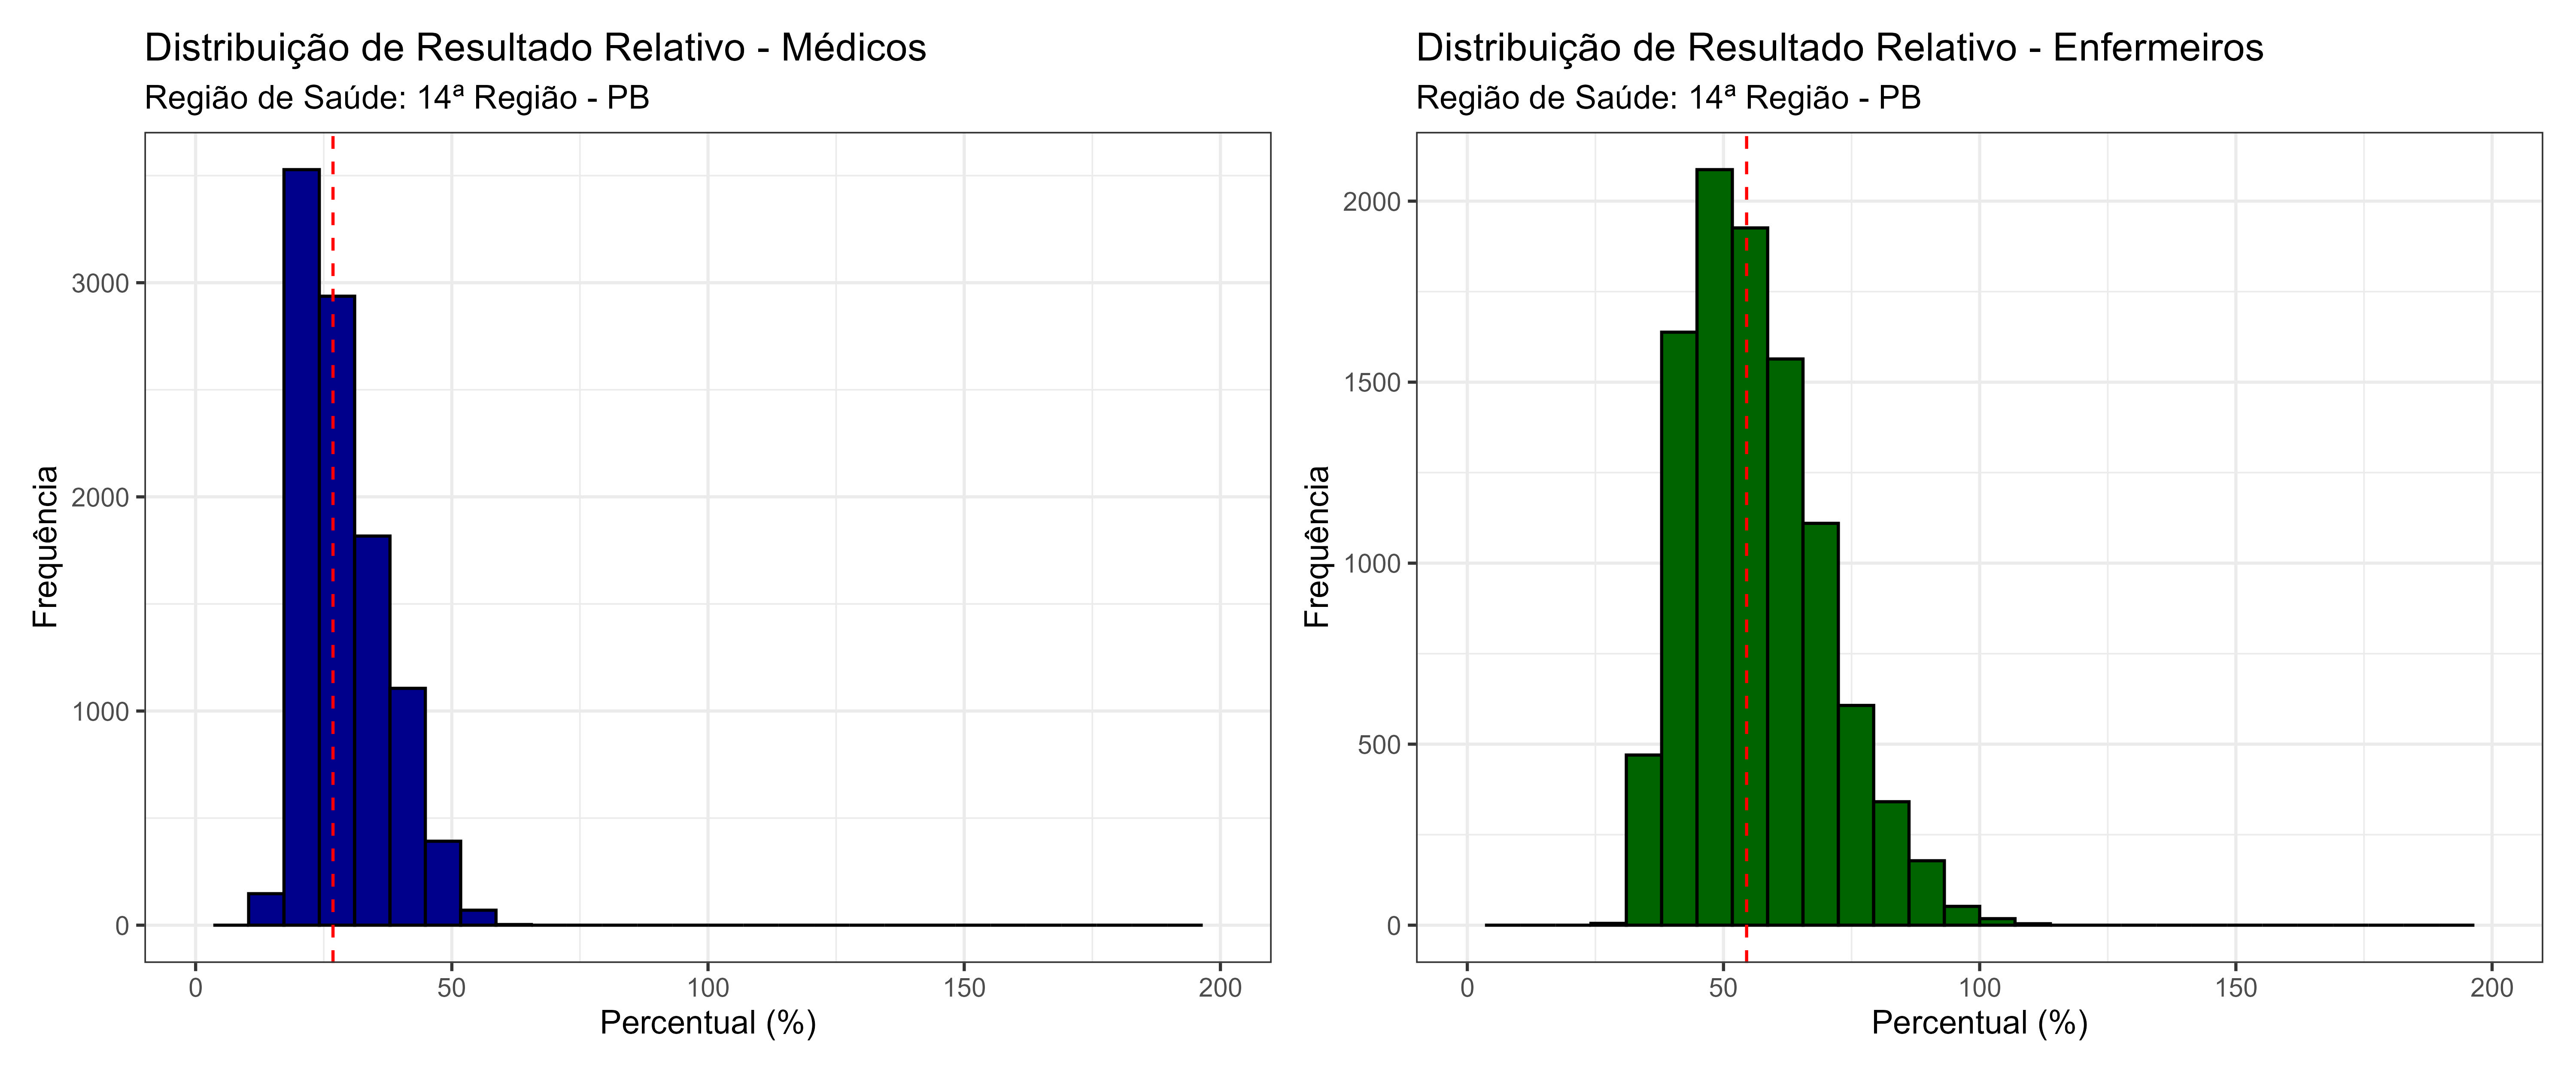 Distribuição de Resultado Relativo - Médicos
Região de Saúde: 14ª Região - PB
Frequência
3000
2000
1000
0
0 50 100 150 200
Percentual (%)
Distribuição de Resultado Relativo - Enfermeiros
Região de Saúde: 14ª Região - PB
Frequência
2000
1500
1000
500
0
0 50 100 150 200
Percentual (%)